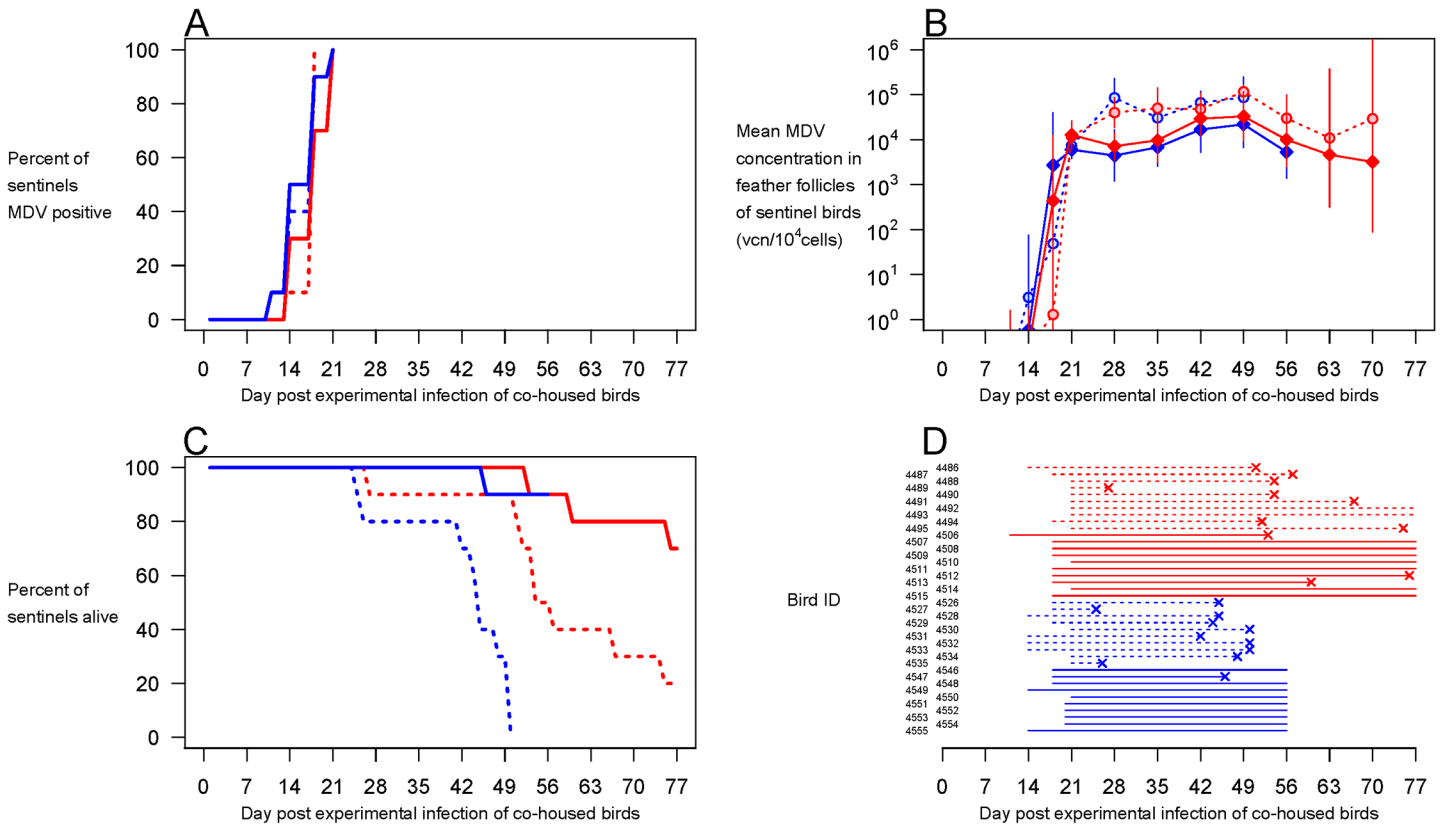 A
100
80
60
40
20
0
Percent of
sentinels
MDV positive
0 7 14 21 28 35 42 49 56 63 70 77
Day post experimental infection of co-housed birds
B
10^6
10^5
10^4
10^3
10^2
10^1
10^0
Mean MDV
concentration in
feather follicles
of sentinel birds
(vcn/10^4cells)
0 7 14 21 28 35 42 49 56 63 70 77
Day post experimental infection of co-housed birds
C
100
80
60
40
20
0
Percent of
sentinels alive
0 7 14 21 28 35 42 49 56 63 70 77
Day post experimental infection of co-housed birds
D
Bird ID
4486
4487
4488
4489
4490
4491
4492
4493
4494
4495
4506
4507
4508
4509
4510
4511
4512
4513
4514
4515
4526
4527
4528
4529
4530
4531
4532
4533
4534
4535
4546
4547
4548
4549
4550
4551
4552
4553
4554
4555
0 7 14 21 28 35 42 49 56 63 70 77
Day post experimental infection of co-housed birds